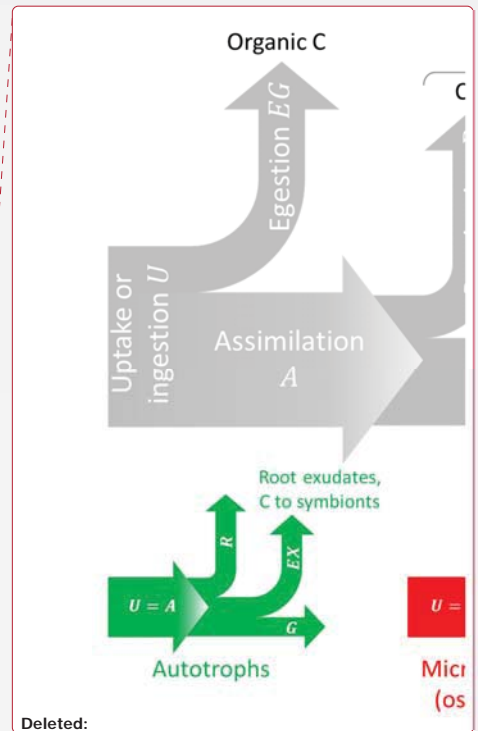 Organic C
Egestion EG
Uptake or
ingestion U
Assimilation
A
Root exudates,
C to symbionts
R
EX
U = A
G
Autotrophs
U =
Deleted: